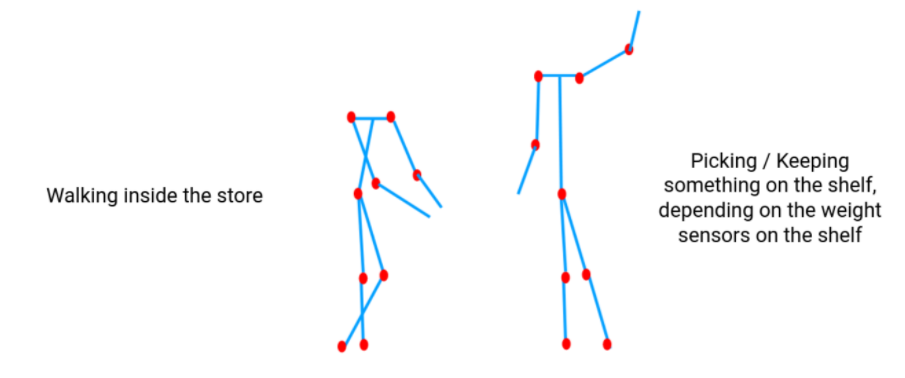 Walking inside the store
Picking / Keeping
something on the shelf,
depending on the weight
sensors on the shelf